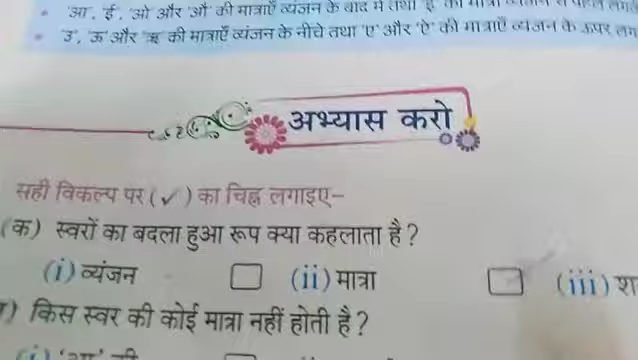 'आ', 'ई', 'ओ' और 'औ' की मात्राएँ व्यंजन के बाद में तथा 'इ' की मात्रा
'उ', 'ऊ' और 'ऋ' की मात्राएँ व्यंजन के नीचे तथा 'ए' और 'ऐ' की मात्राएँ व्यंजन के ऊपर
अभ्यास करो
सही विकल्प पर (✓) का चिह्न लगाइए–
(क) स्वरों का बदला हुआ रूप क्या कहलाता है?
(i) व्यंजन (ii) मात्रा (iii)
किस स्वर की कोई मात्रा नहीं होती है?